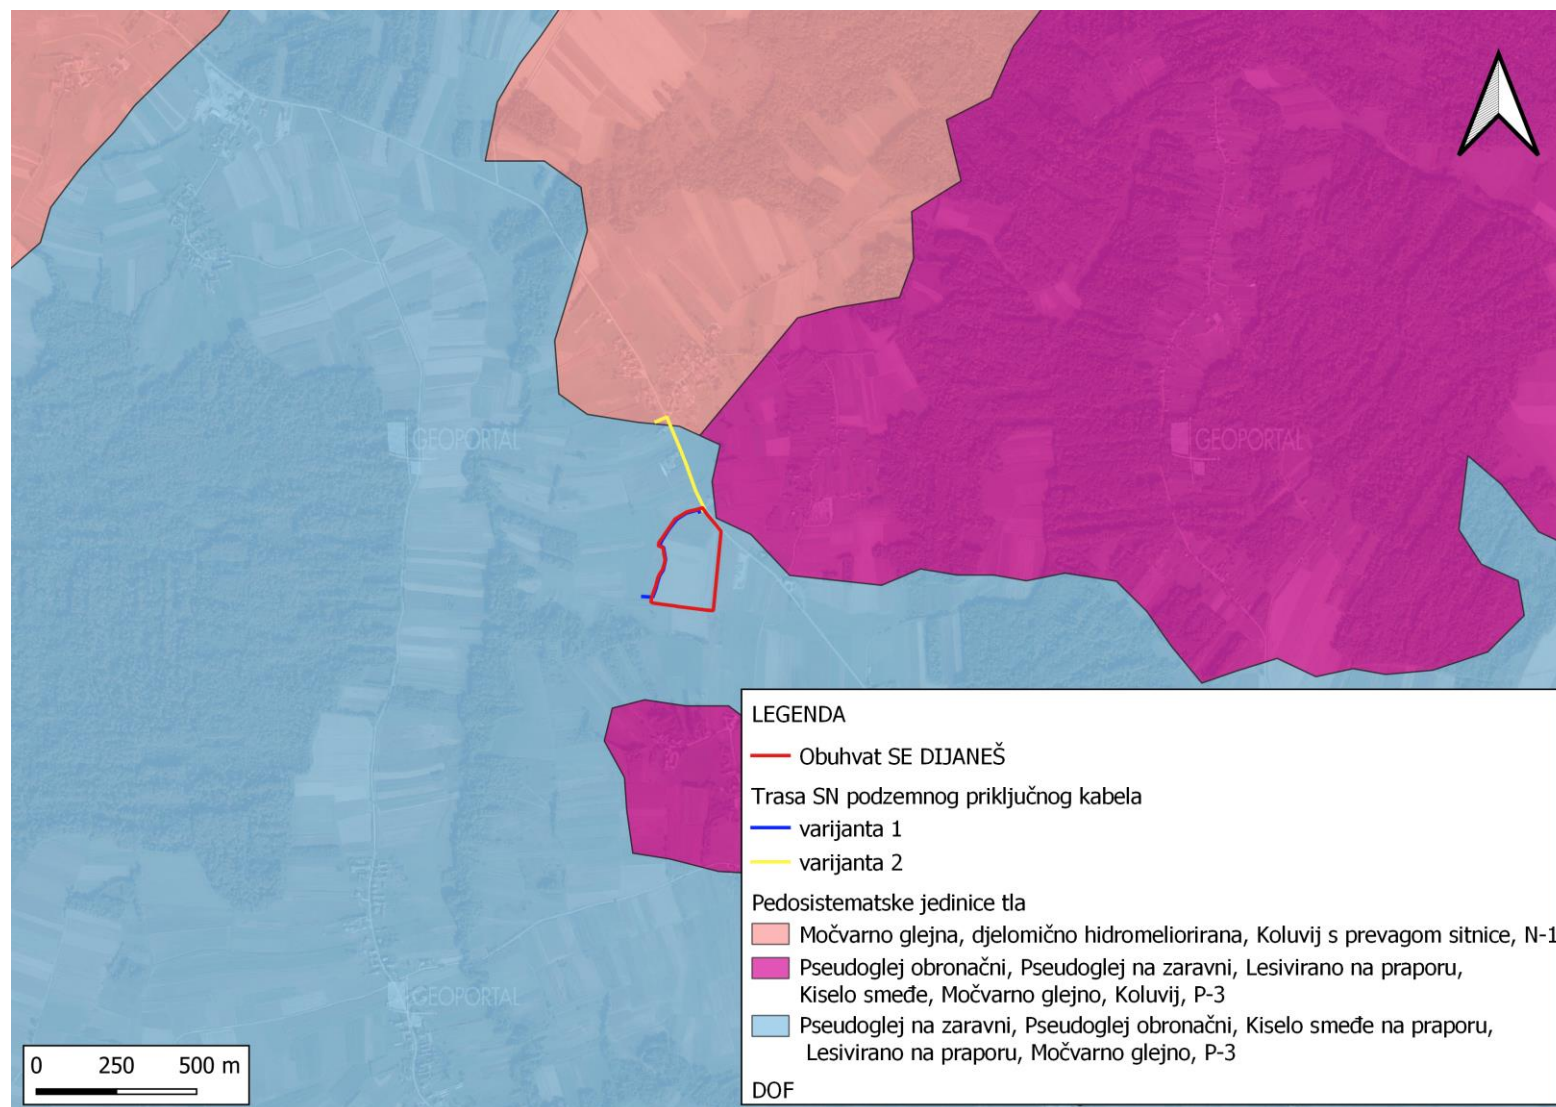 GEOPORTAL
GEOPORTAL
LEGENDA
Obuhvat SE DIJANEŠ
Trasa SN podzemnog priključnog kabela
varijanta 1
varijanta 2
Pedosistematske jedinice tla
Močvarno glejna, djelomično hidromeliorirana, Koluvij s prevagom sitnice, N-1
Pseudoglej obronačni, Pseudoglej na zaravni, Lesivirano na praporu,
Kiselo smeđe, Močvarno glejno, Koluvij, P-3
Pseudoglej na zaravni, Pseudoglej obronačni, Kiselo smeđe na praporu,
Lesivirano na praporu, Močvarno glejno, P-3
DOF
GEOPORTAL
0 250 500 m